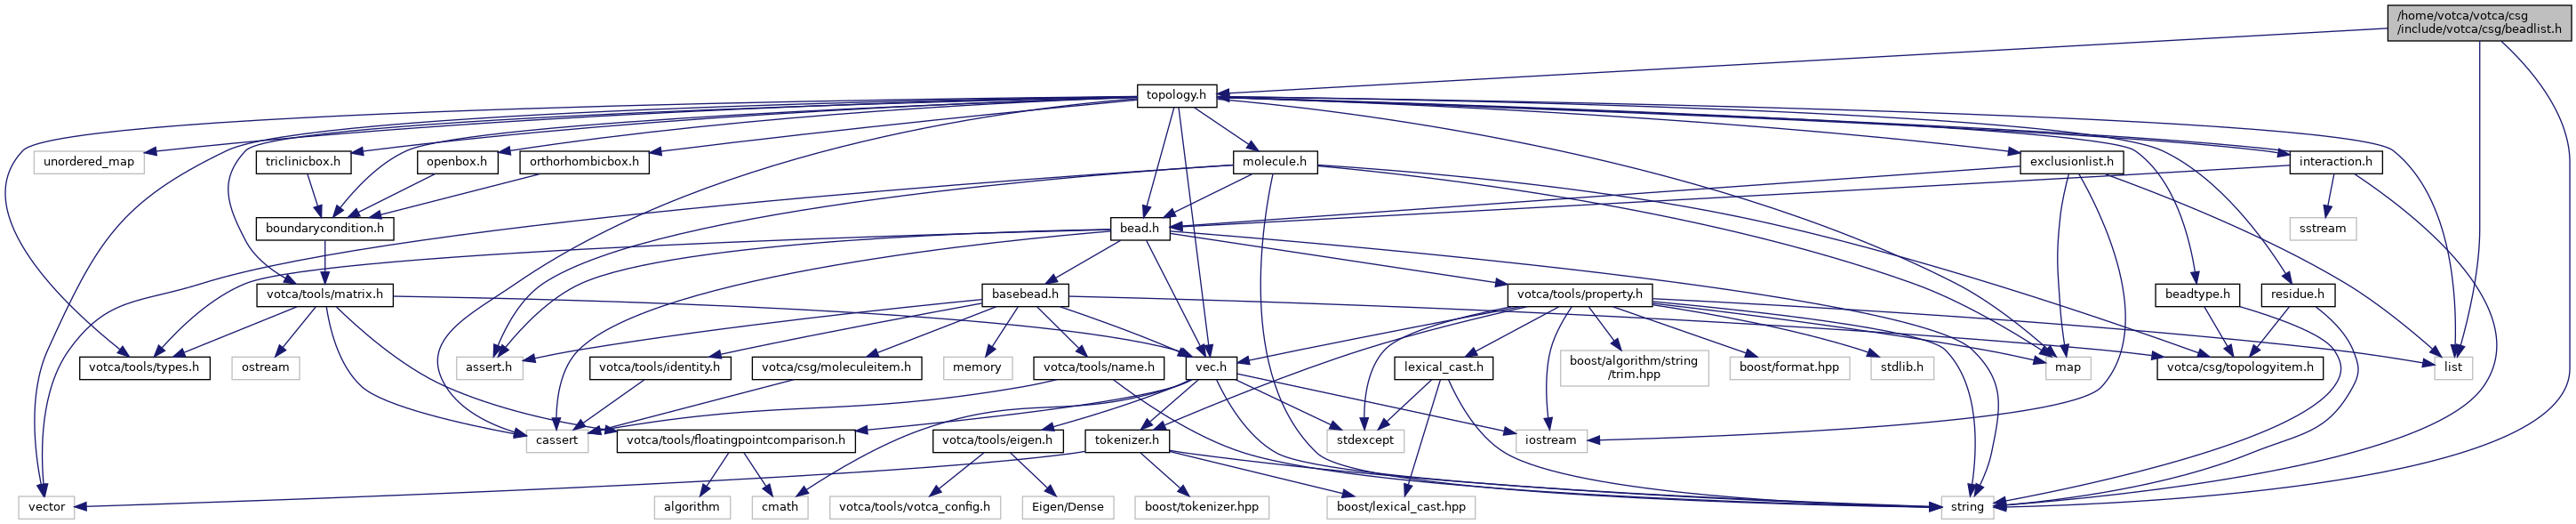 /home/votca/votca/csg
/include/votca/csg/beadlist.h
topology.h
unordered_map
triclinicbox.h
openbox.h
orthorhombicbox.h
molecule.h
exclusionlist.h
interaction.h
boundarycondition.h
bead.h
sstream
votca/tools/matrix.h
basebead.h
votca/tools/property.h
beadtype.h
residue.h
votca/tools/types.h
ostream
assert.h
votca/tools/identity.h
votca/csg/moleculeitem.h
memory
votca/tools/name.h
vec.h
lexical_cast.h
boost/algorithm/string
/trim.hpp
boost/format.hpp
stdlib.h
map
votca/csg/topologyitem.h
list
cassert
votca/tools/floatingpointcomparison.h
votca/tools/eigen.h
tokenizer.h
stdexcept
iostream
vector
algorithm
cmath
votca/tools/votca_config.h
Eigen/Dense
boost/tokenizer.hpp
boost/lexical_cast.hpp
string